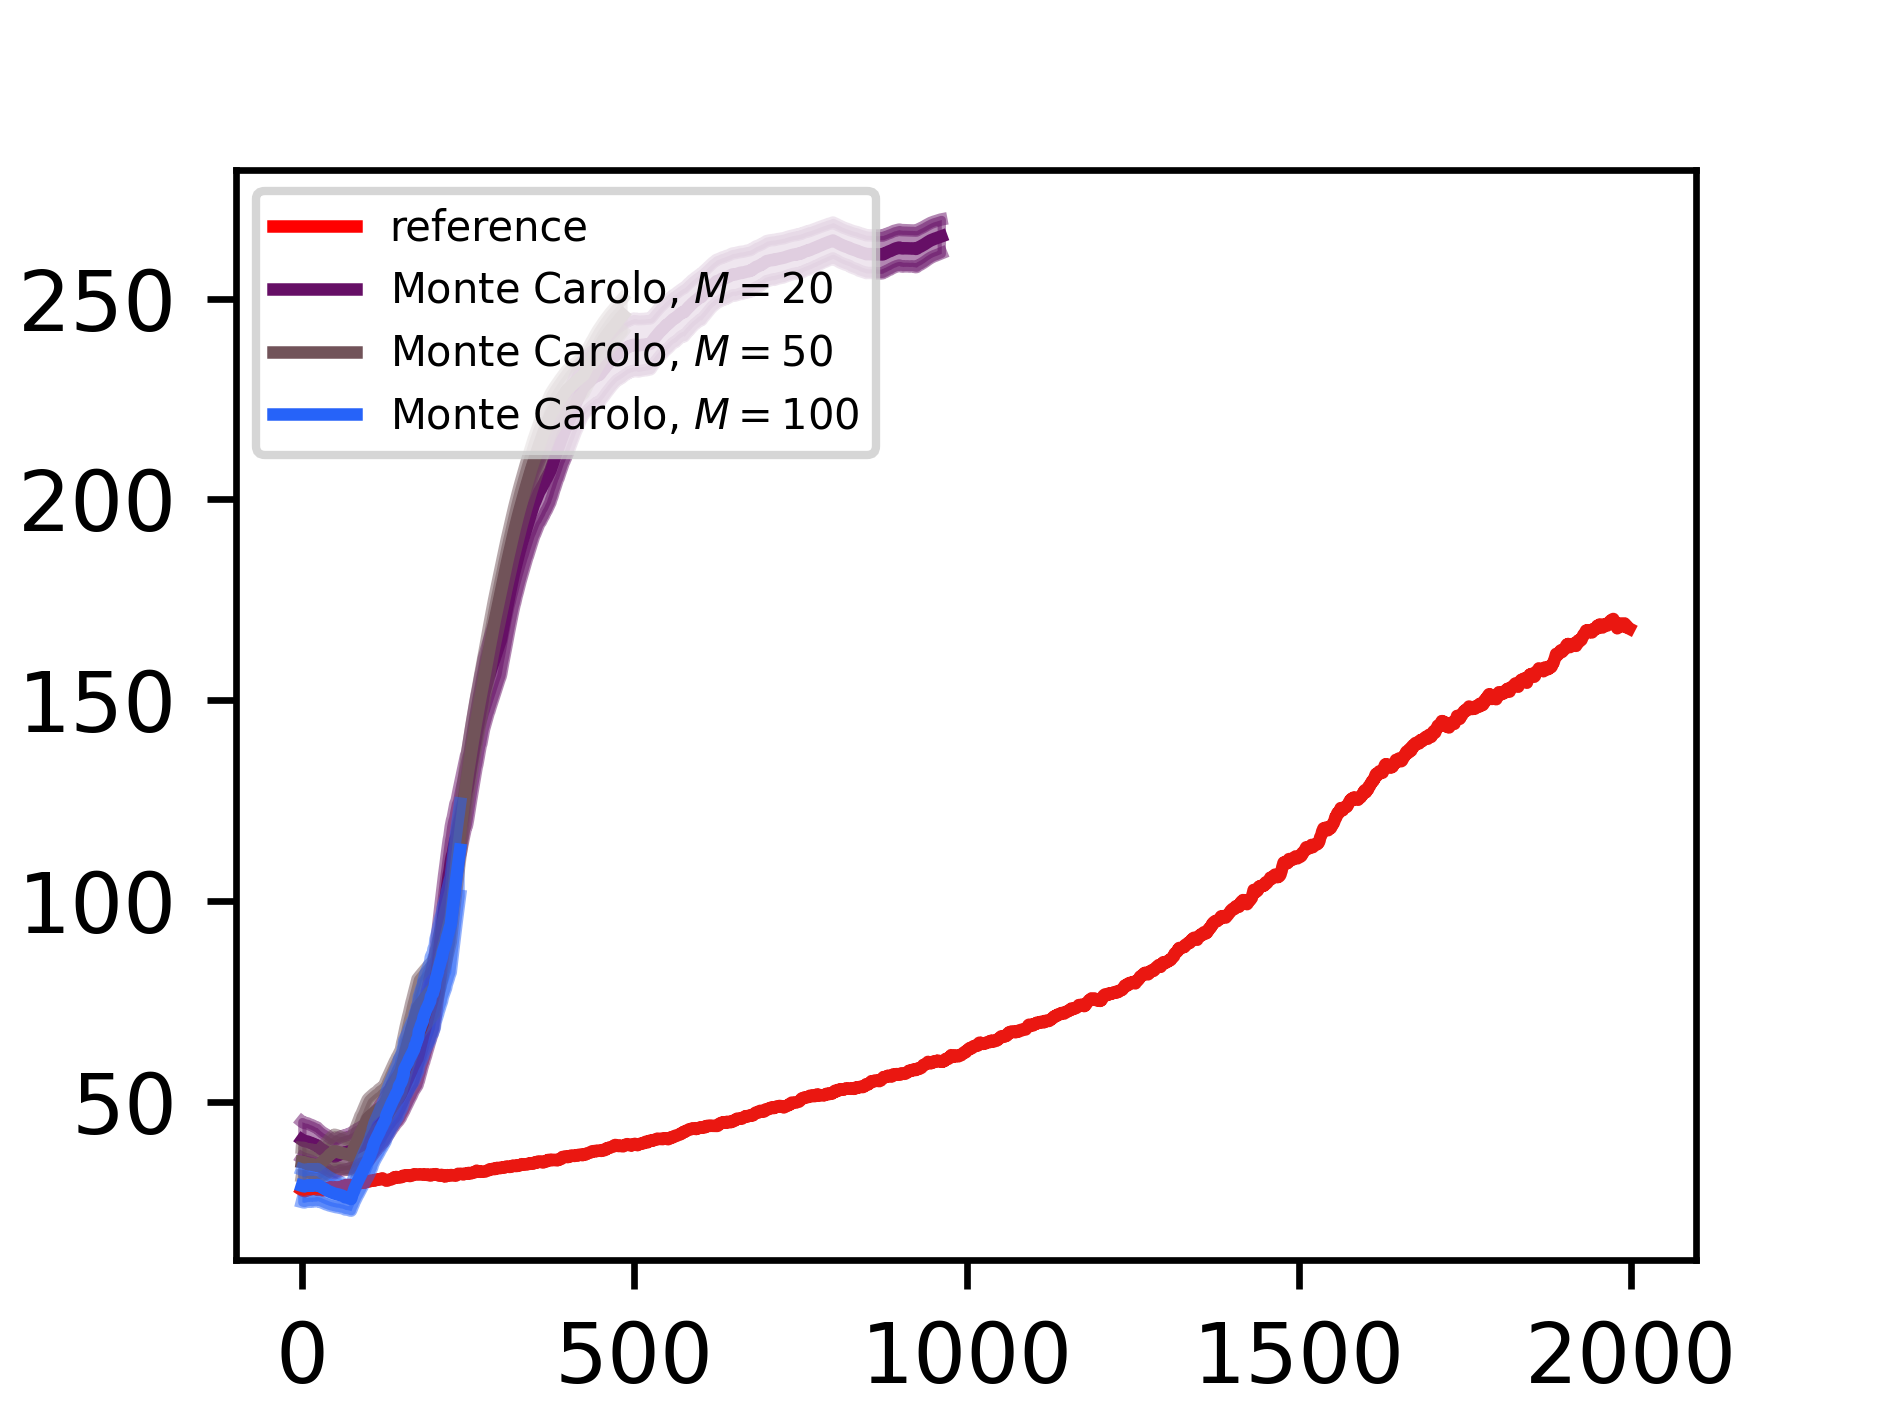 reference
Monte Carolo, M = 20
Monte Carolo, M = 50
Monte Carolo, M = 100
250
200
150
100
50
0 500 1000 1500 2000